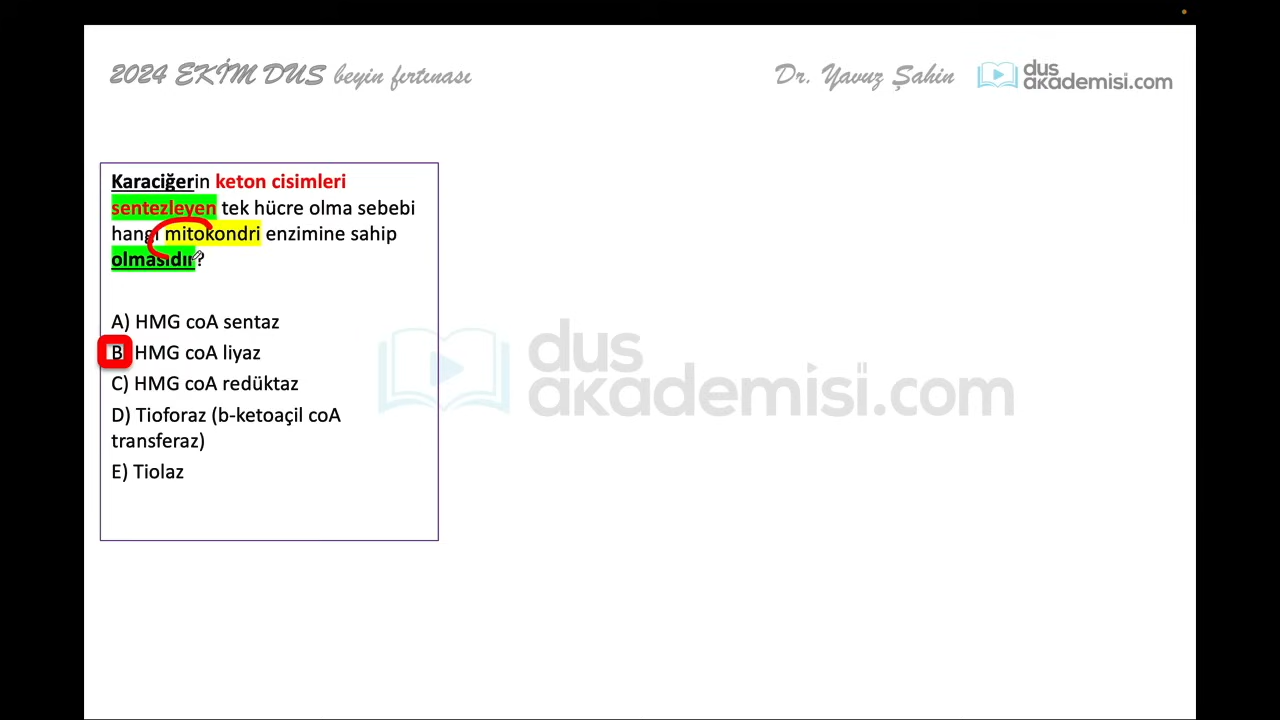 2024 EKİM DUS beyin fırtınası
Dr. Yavuz Şahin
dus
akademisi.com
Karaciğerin keton cisimleri
sentezleyen tek hücre olma sebebi
hangi mitokondri enzimine sahip
olmasıdır?
A) HMG coA sentaz
B) HMG coA liyaz
C) HMG coA redüktaz
D) Tioforaz (b-ketoaçil coA
transferaz)
E) Tiolaz
dus
akademisi.com